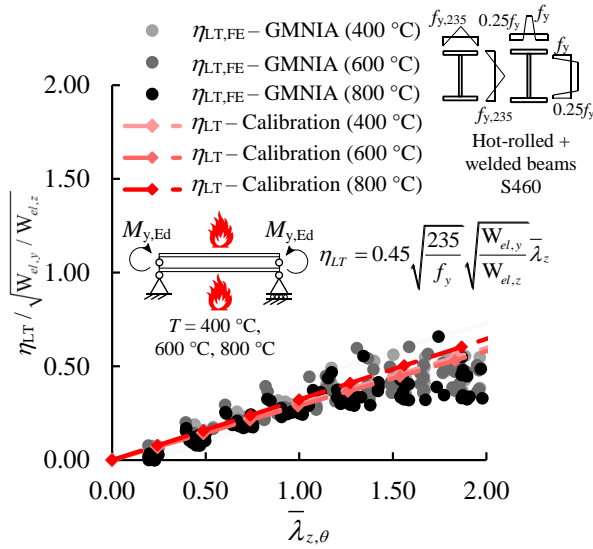 η_LT,FE – GMNIA (400 °C)
η_LT,FE – GMNIA (600 °C)
η_LT,FE – GMNIA (800 °C)
η_LT – Calibration (400 °C)
η_LT – Calibration (600 °C)
η_LT – Calibration (800 °C)
f_y,235
0.25f_y
f_y
f_y
f_y,235
0.25f_y
Hot-rolled +
welded beams
S460
M_y,Ed
M_y,Ed
η_LT = 0.45 √(235 / f_y) √(W_el,y / W_el,z) λ̅_z
T = 400 °C,
600 °C, 800 °C
η_LT / √(W_el,y / W_el,z)
2.00
1.50
1.00
0.50
0.00
0.00 0.50 1.00 1.50 2.00
λ̅_z,θ